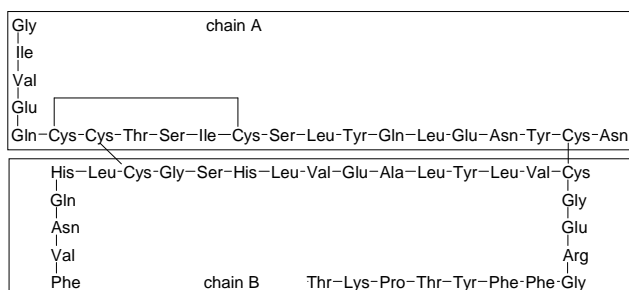 Gly chain A
Ile
Val
Glu
Gln-Cys-Cys-Thr-Ser-Ile-Cys-Ser-Leu-Tyr-Gln-Leu-Glu-Asn-Tyr-Cys-Asn
His-Leu-Cys-Gly-Ser-His-Leu-Val-Glu-Ala-Leu-Tyr-Leu-Val-Cys
Gln Gly
Asn Glu
Val Arg
Phe chain B Thr-Lys-Pro-Thr-Tyr-Phe-Phe-Gly